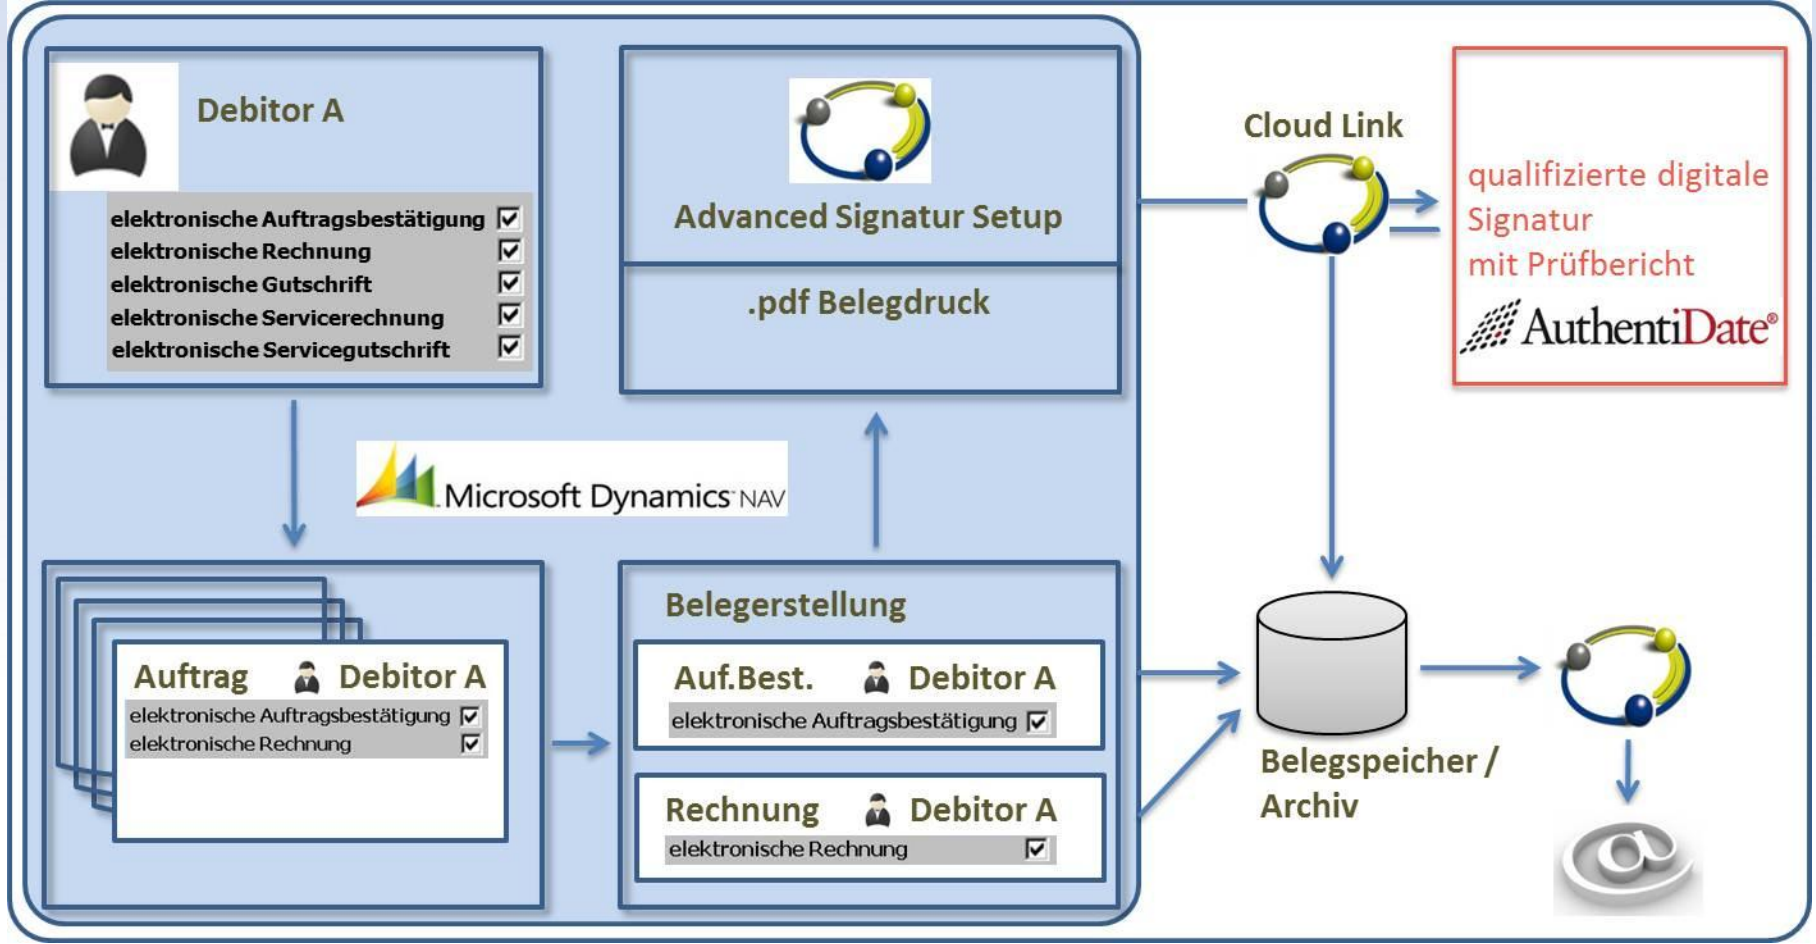 Debitor A
elektronische Auftragsbestätigung
elektronische Rechnung
elektronische Gutschrift
elektronische Servicerechnung
elektronische Servicegutschrift
Advanced Signatur Setup
.pdf Belegdruck
Cloud Link
qualifizierte digitale
Signatur
mit Prüfbericht
AuthentiDate®
Microsoft Dynamics™ NAV
Auftrag Debitor A
elektronische Auftragsbestätigung
elektronische Rechnung
Belegerstellung
Auf.Best. Debitor A
elektronische Auftragsbestätigung
Rechnung Debitor A
elektronische Rechnung
Belegspeicher /
Archiv
@